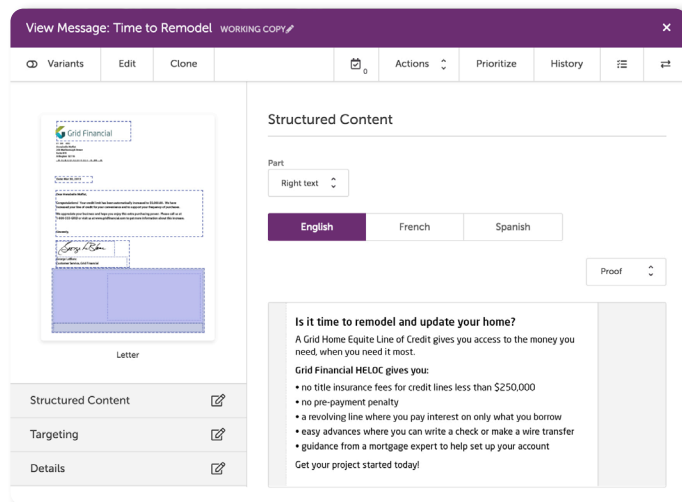 View Message: Time to Remodel WORKING COPY
Variants Edit Clone 0 Actions Prioritize History
Grid Financial
Letter
Structured Content
Targeting
Details
Structured Content
Part
Right text
English French Spanish
Proof
Is it time to remodel and update your home?
A Grid Home Equite Line of Credit gives you access to the money you
need, when you need it most.
Grid Financial HELOC gives you:
• no title insurance fees for credit lines less than $250,000
• no pre-payment penalty
• a revolving line where you pay interest on only what you borrow
• easy advances where you can write a check or make a wire transfer
• guidance from a mortgage expert to help set up your account
Get your project started today!